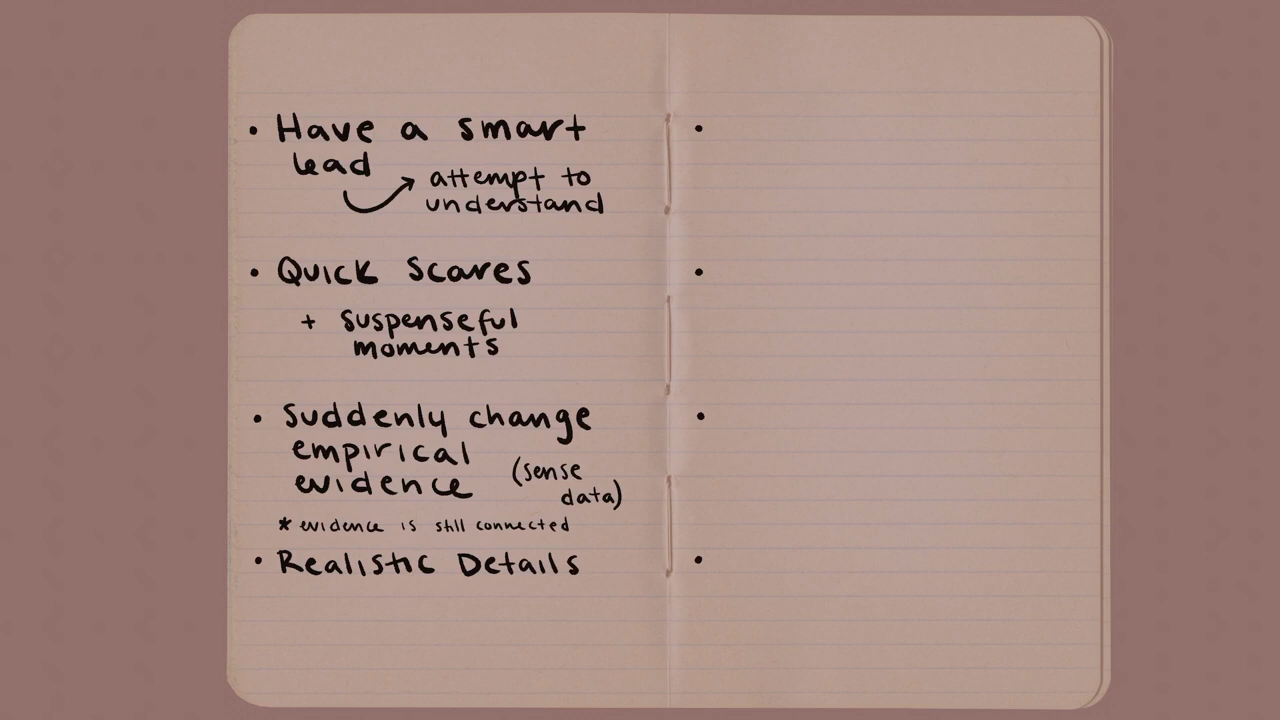 • Have a smart
lead
attempt to
understand
• Quick Scares
+ suspenseful
moments
• Suddenly change
empirical
evidence (sense
data)
* evidence is still connected
• Realistic Details
•
•
•
•